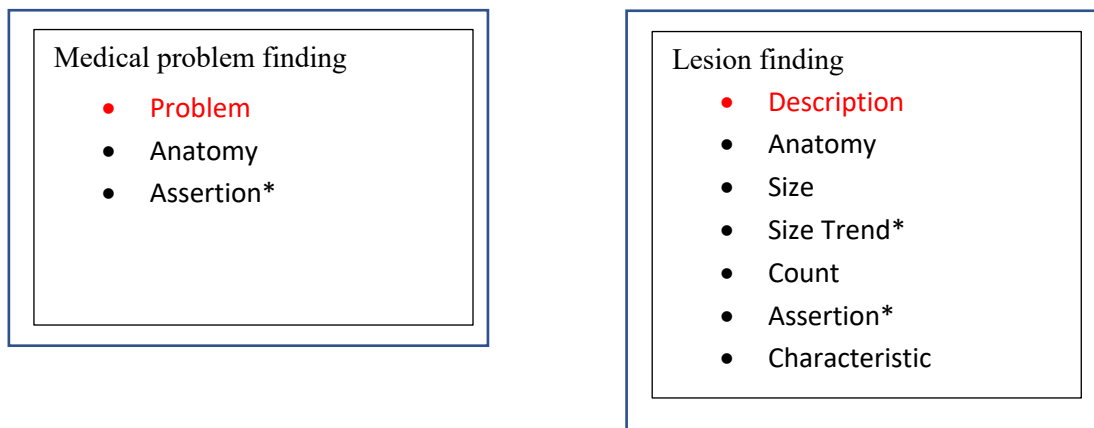 Medical problem finding
• Problem
• Anatomy
• Assertion*
Lesion finding
• Description
• Anatomy
• Size
• Size Trend*
• Count
• Assertion*
• Characteristic